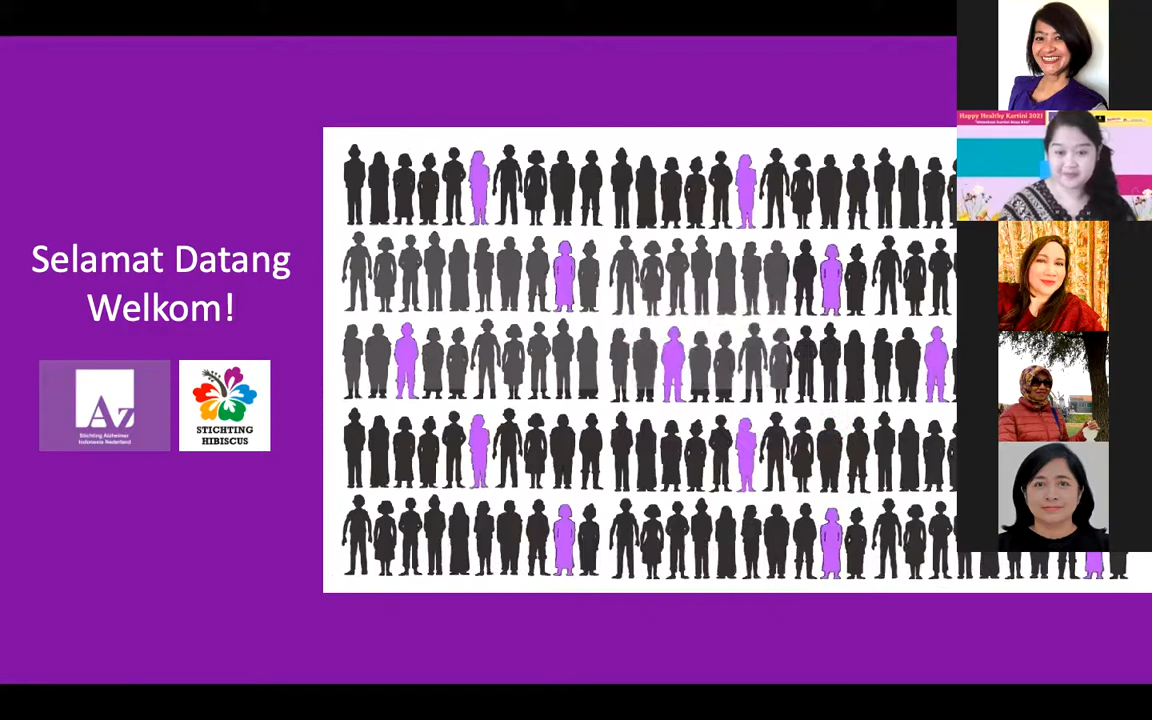 Selamat Datang
Welkom!
Az
Stichting Alzheimer
Indonesia Nederland
STICHTING
HIBISCUS
Happy Healthy Kartini 2021